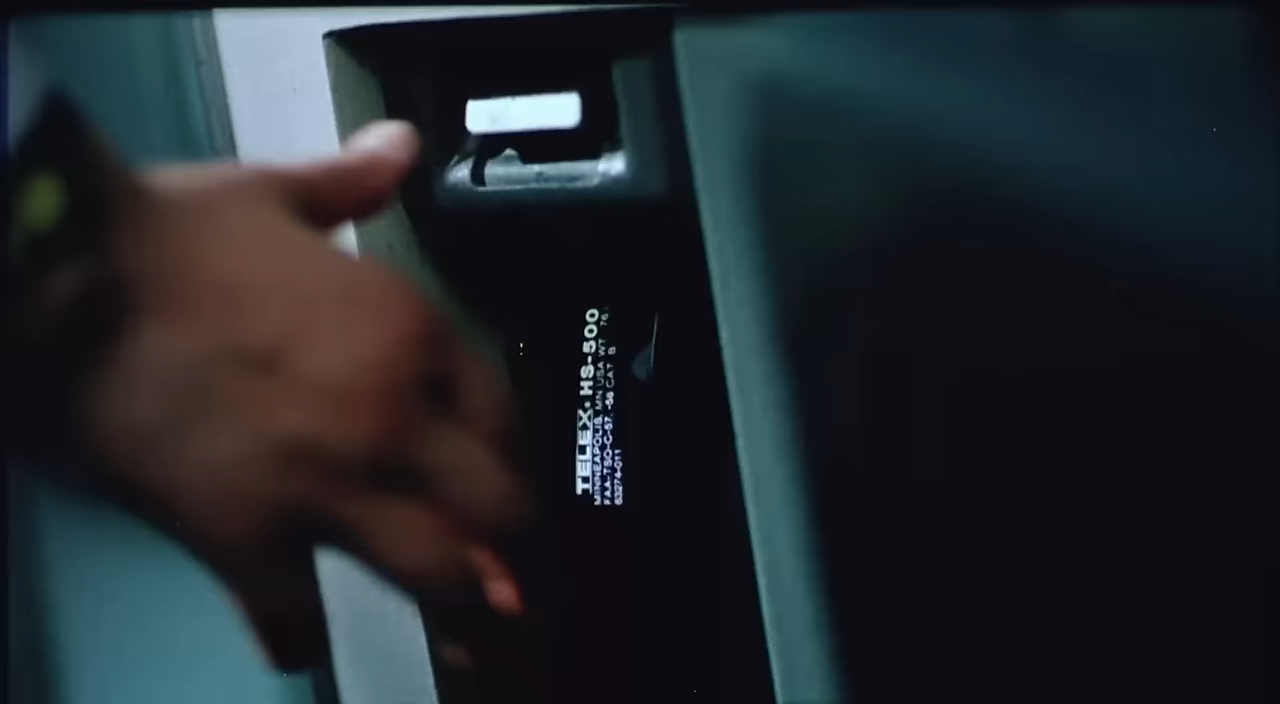 TELEX® HS-500
MINNEAPOLIS, MN USA WT .76
FAA-TSO-C-57, -58 CAT. B
63274-011